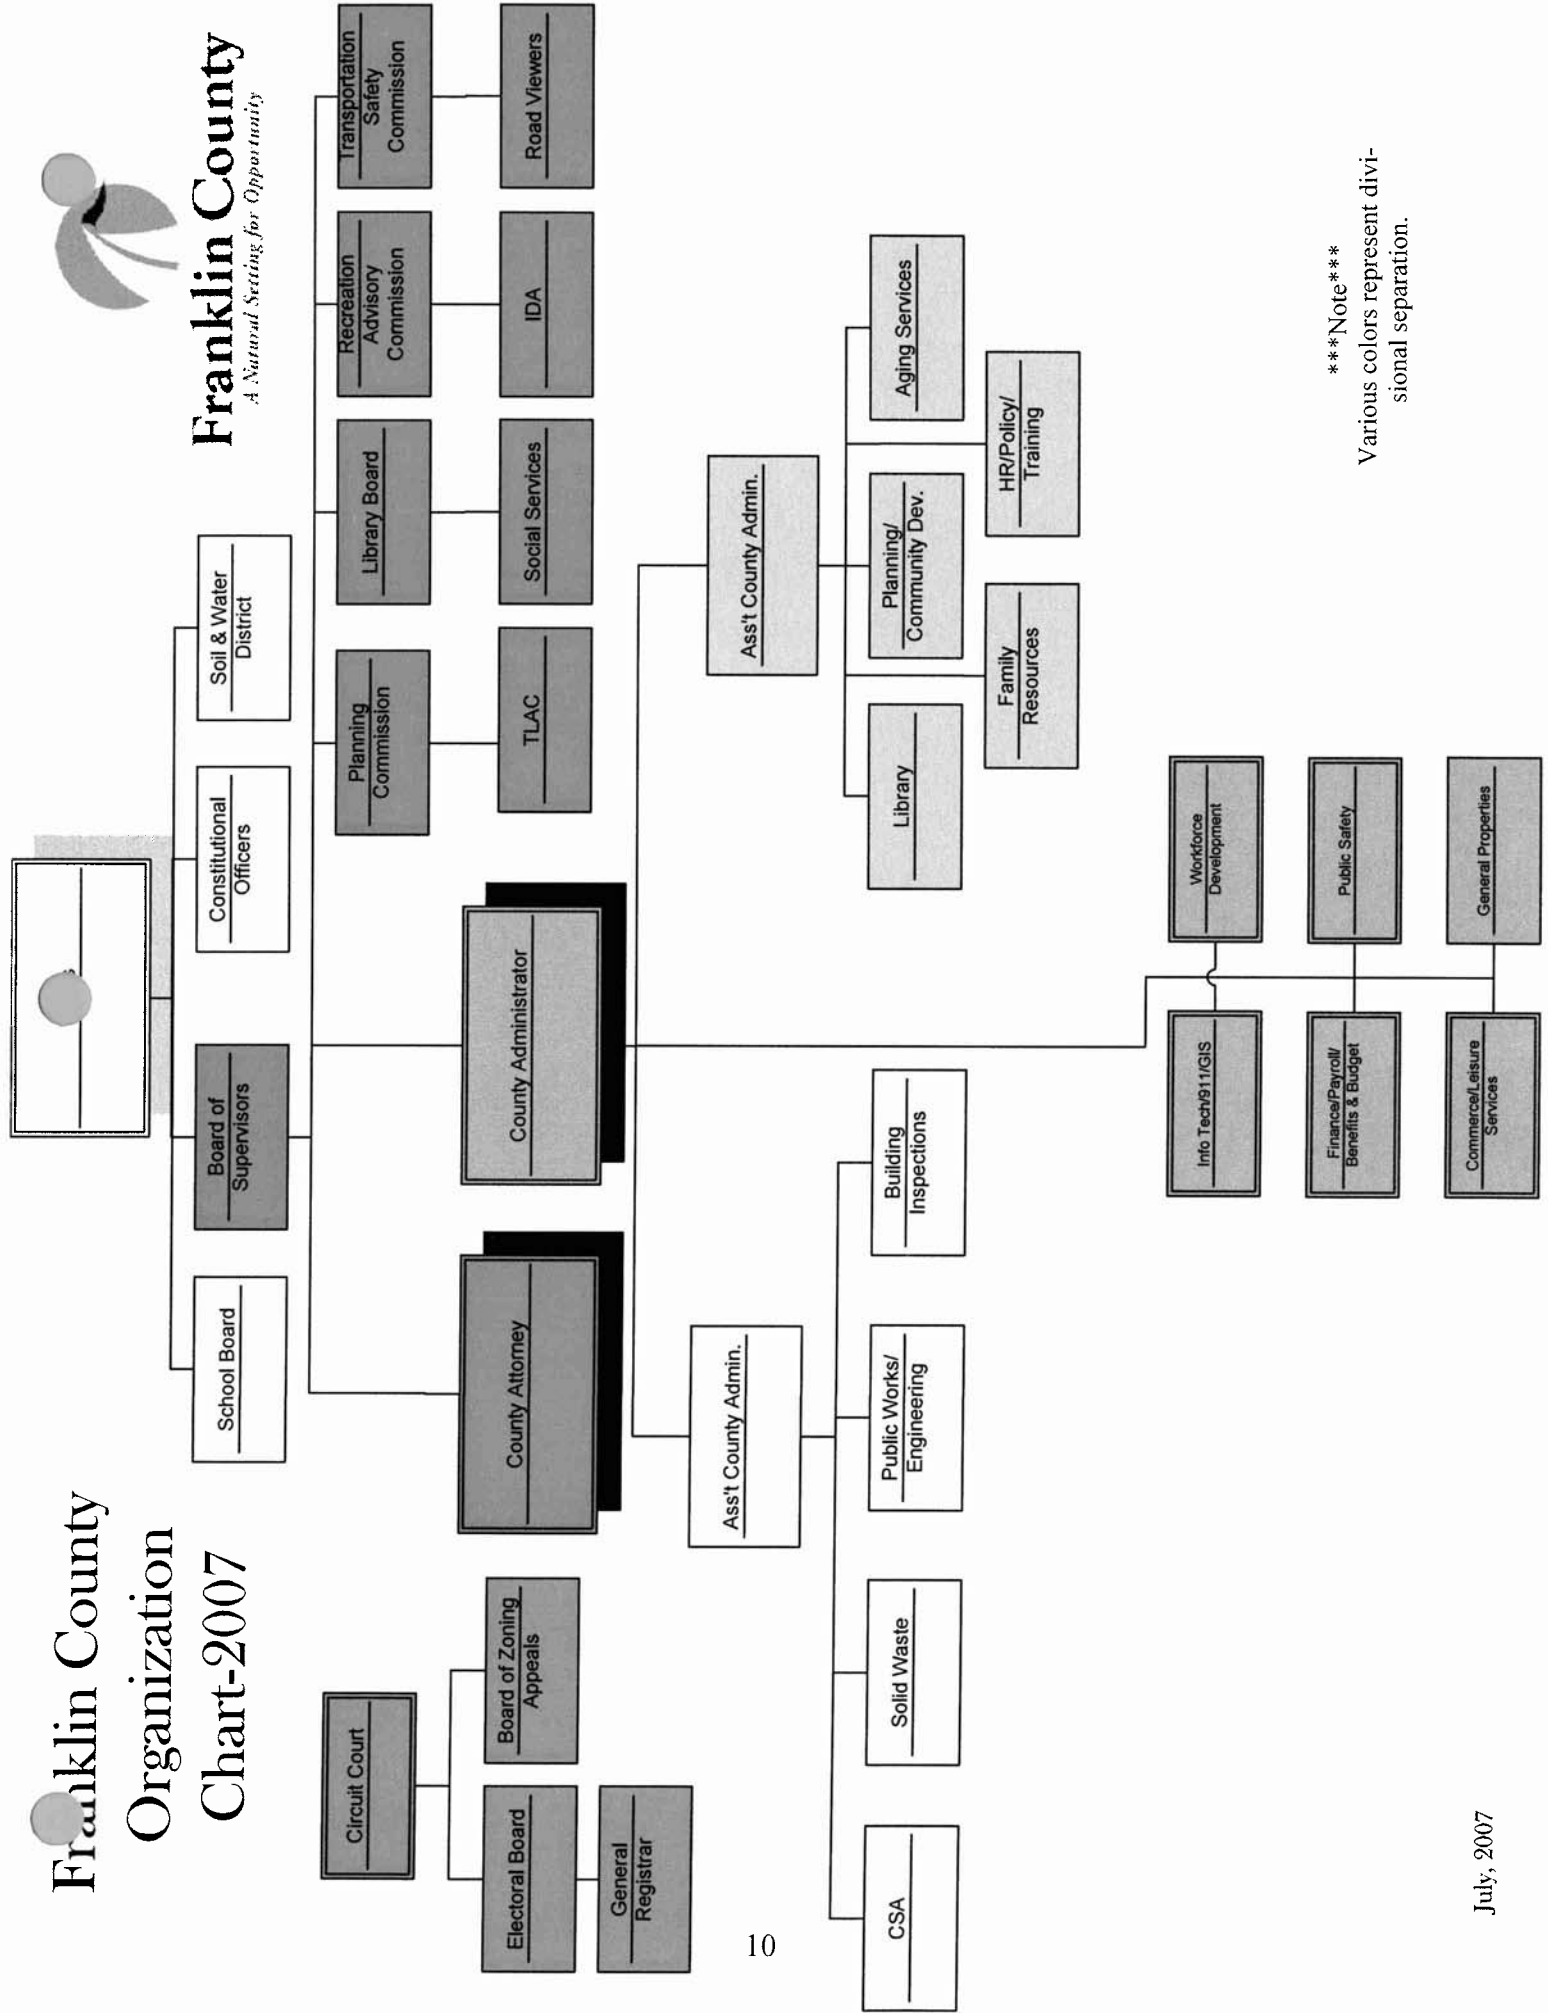 Franklin County
Organization
Chart-2007
Franklin County
A Natural Setting for Opportunity
School Board
Board of
Supervisors
Constitutional
Officers
Soil & Water
District
Planning
Commission
Library Board
Recreation
Advisory
Commission
Transportation
Safety
Commission
TLAC
Social Services
IDA
Road Viewers
Circuit Court
Electoral Board
Board of Zoning
Appeals
General
Registrar
County Attorney
County Administrator
Ass't County Admin.
Ass't County Admin.
CSA
Solid Waste
Public Works/
Engineering
Building
Inspections
Library
Planning/
Community Dev.
Aging Services
Family
Resources
HR/Policy/
Training
Info Tech/911/GIS
Workforce
Development
Finance/Payroll/
Benefits & Budget
Public Safety
Commerce/Leisure
Services
General Properties
***Note***
Various colors represent divi-
sional separation.
July, 2007
10